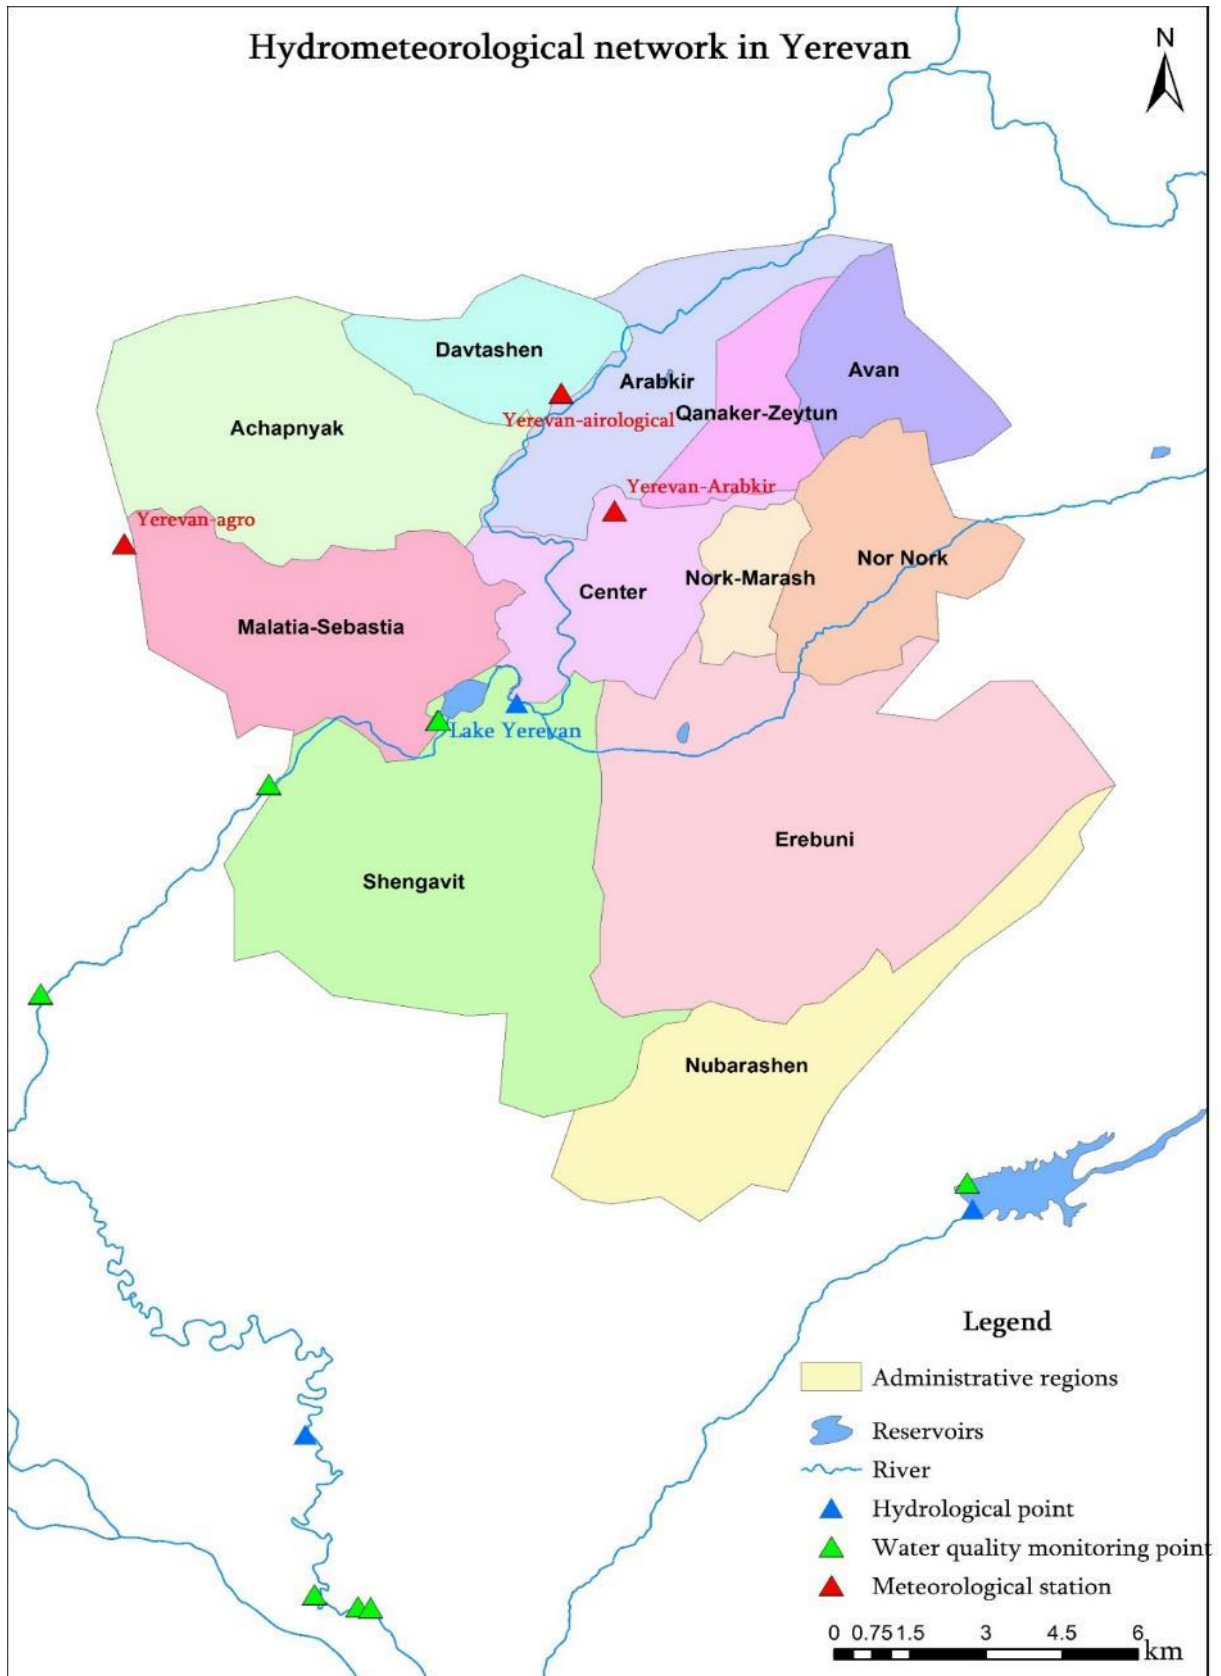 Hydrometeorological network in Yerevan
N
Davtashen
Arabkir
Avan
Achapnyak
Yerevan-airological
Qanaker-Zeytun
Yerevan-Arabkir
Yerevan-agro
Nor Nork
Nork-Marash
Center
Malatia-Sebastia
Lake Yerevan
Erebuni
Shengavit
Nubarashen
Legend
Administrative regions
Reservoirs
River
Hydrological point
Water quality monitoring point
Meteorological station
0 0.75 1.5 3 4.5 6
km